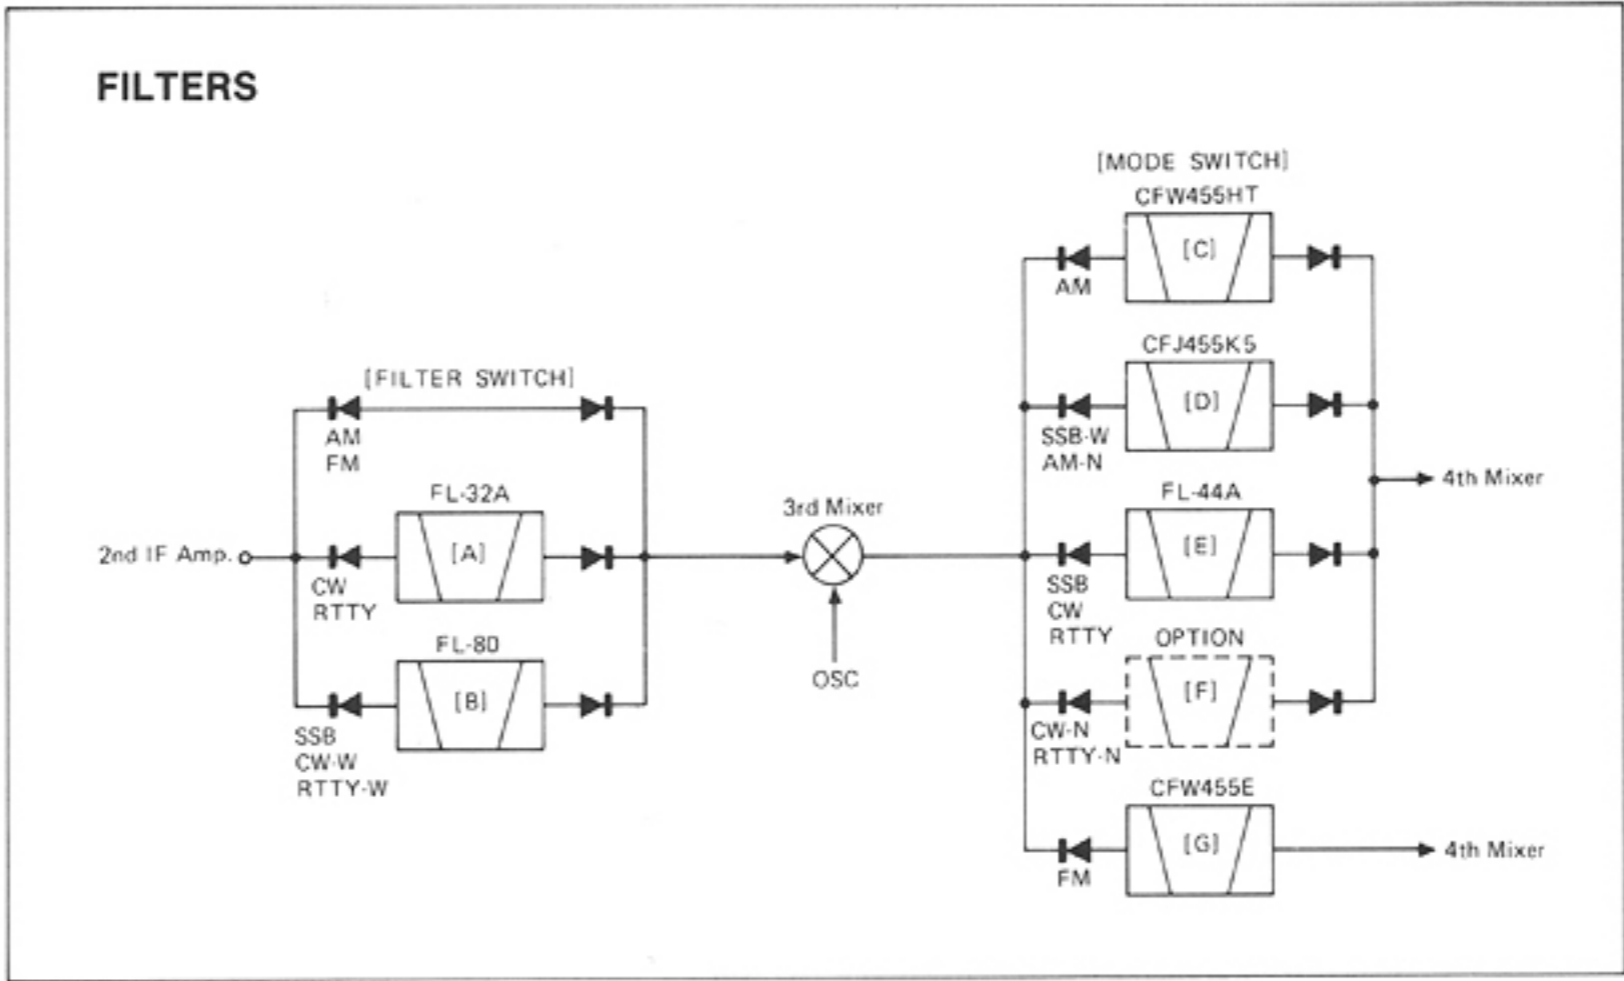 FILTERS
[MODE SWITCH]
CFW455HT
[C]
AM
CFJ455K5
[D]
SSB-W
AM-N
[FILTER SWITCH]
AM
FM
FL-32A
[A]
2nd IF Amp.
CW
RTTY
FL-80
[B]
SSB
CW-W
RTTY-W
3rd Mixer
OSC
4th Mixer
FL-44A
[E]
SSB
CW
RTTY
OPTION
[F]
CW-N
RTTY-N
CFW455E
[G]
FM
4th Mixer